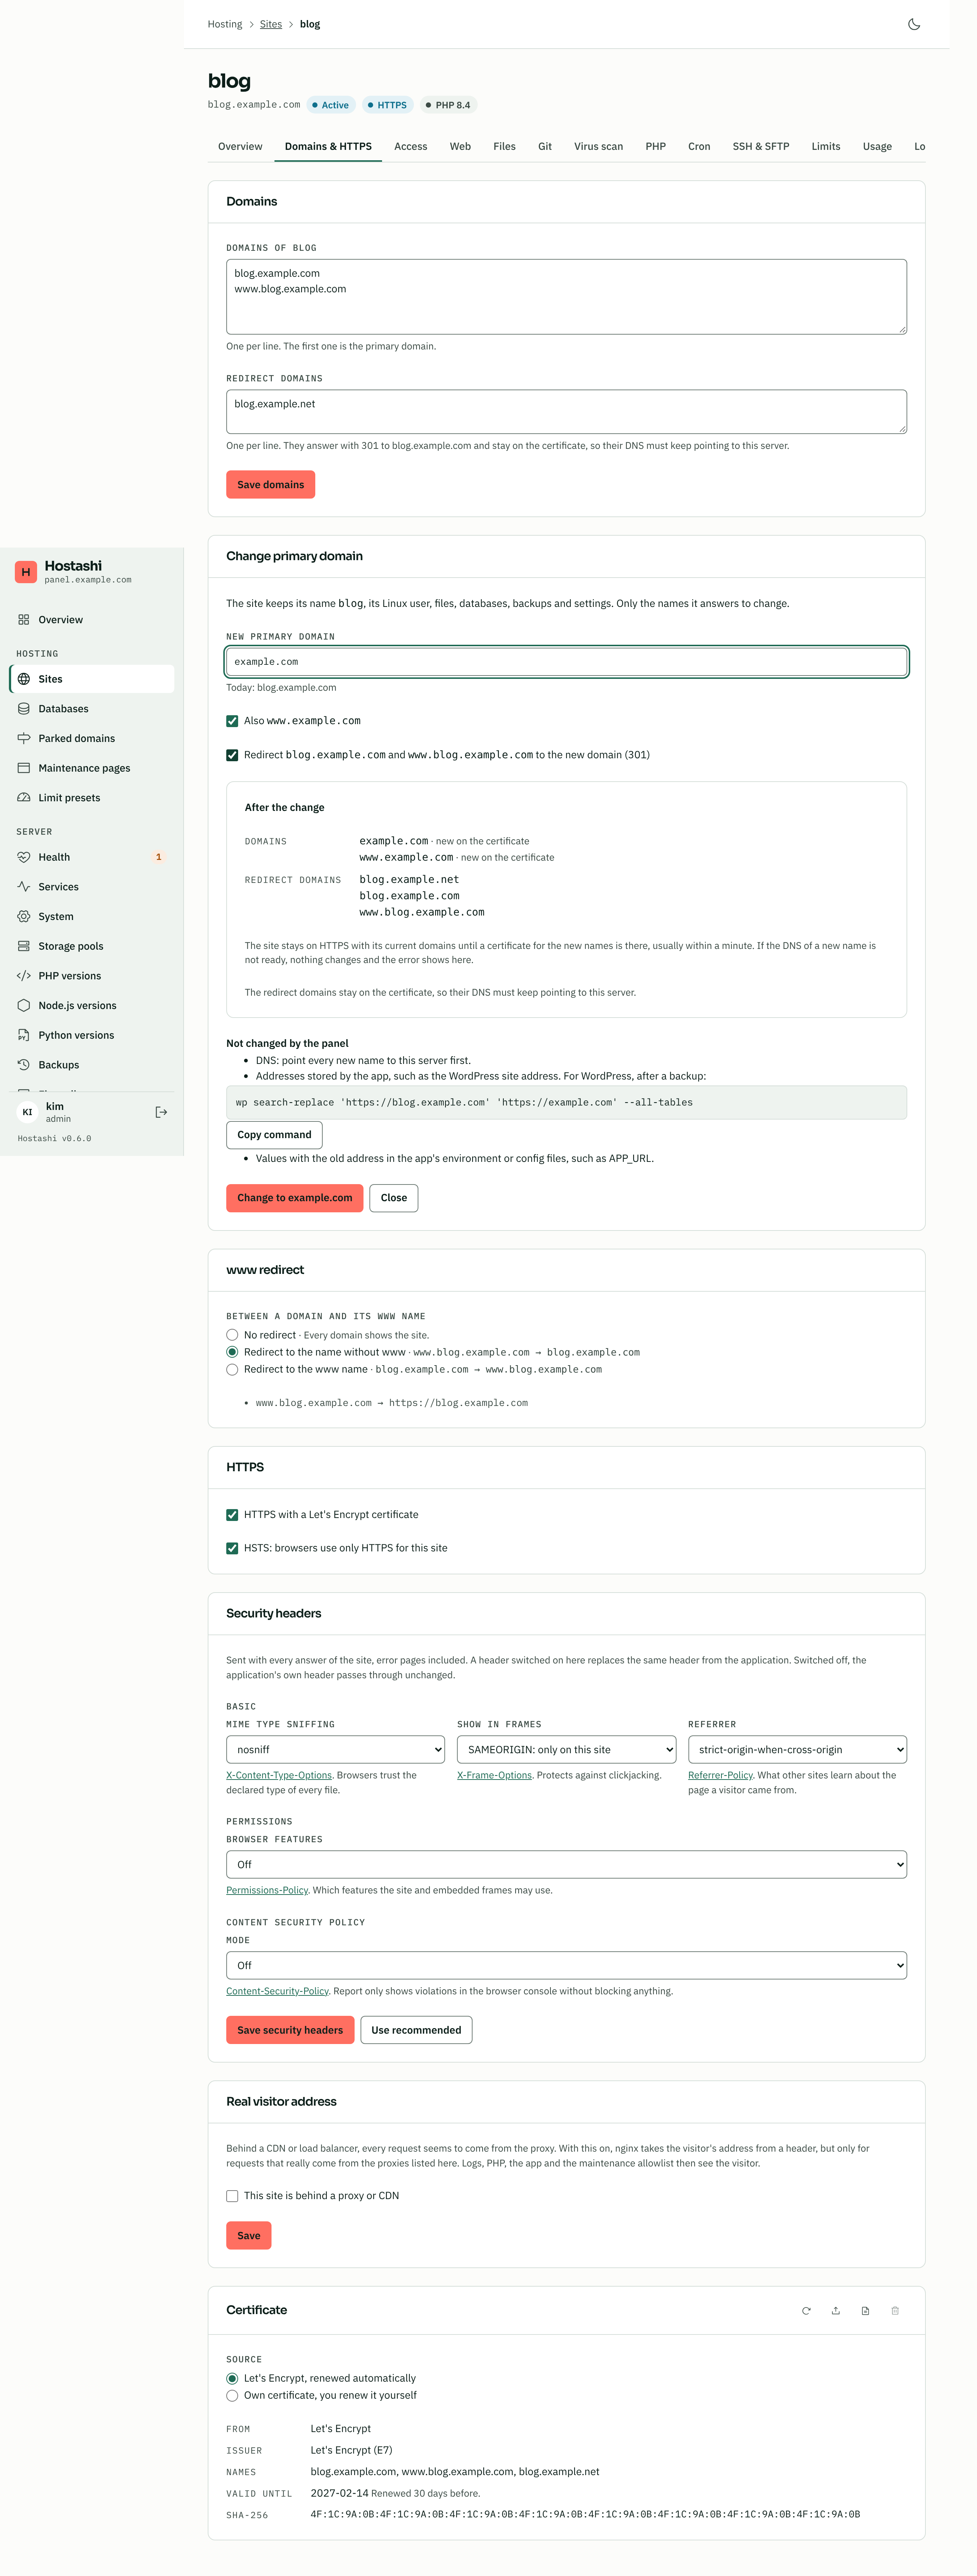 Hosting > Sites > blog
blog
blog.example.com Active HTTPS PHP 8.4
Overview Domains & HTTPS Access Web Files Git Virus scan PHP Cron SSH & SFTP Limits Usage Lo
Domains
DOMAINS OF BLOG
blog.example.com
www.blog.example.com
One per line. The first one is the primary domain.
REDIRECT DOMAINS
blog.example.net
One per line. They answer with 301 to blog.example.com and stay on the certificate, so their DNS must keep pointing to this server.
Save domains
H Hostashi
panel.example.com
Overview
HOSTING
Sites
Databases
Parked domains
Maintenance pages
Limit presets
SERVER
Health 1
Services
System
Storage pools
PHP versions
Node.js versions
Python versions
Backups
KI kim
admin
Hostashi v0.6.0
Change primary domain
The site keeps its name blog, its Linux user, files, databases, backups and settings. Only the names it answers to change.
NEW PRIMARY DOMAIN
example.com
Today: blog.example.com
Also www.example.com
Redirect blog.example.com and www.blog.example.com to the new domain (301)
After the change
DOMAINS example.com · new on the certificate
www.example.com · new on the certificate
REDIRECT DOMAINS blog.example.net
blog.example.com
www.blog.example.com
The site stays on HTTPS with its current domains until a certificate for the new names is there, usually within a minute. If the DNS of a new name is
not ready, nothing changes and the error shows here.
The redirect domains stay on the certificate, so their DNS must keep pointing to this server.
Not changed by the panel
• DNS: point every new name to this server first.
• Addresses stored by the app, such as the WordPress site address. For WordPress, after a backup:
wp search-replace 'https://blog.example.com' 'https://example.com' --all-tables
Copy command
• Values with the old address in the app's environment or config files, such as APP_URL.
Change to example.com Close
www redirect
BETWEEN A DOMAIN AND ITS WWW NAME
No redirect · Every domain shows the site.
Redirect to the name without www · www.blog.example.com → blog.example.com
Redirect to the www name · blog.example.com → www.blog.example.com
• www.blog.example.com → https://blog.example.com
HTTPS
HTTPS with a Let's Encrypt certificate
HSTS: browsers use only HTTPS for this site
Security headers
Sent with every answer of the site, error pages included. A header switched on here replaces the same header from the application. Switched off, the
application's own header passes through unchanged.
BASIC
MIME TYPE SNIFFING SHOW IN FRAMES REFERRER
nosniff SAMEORIGIN: only on this site strict-origin-when-cross-origin
X-Content-Type-Options. Browsers trust the X-Frame-Options. Protects against clickjacking. Referrer-Policy. What other sites learn about the
declared type of every file. page a visitor came from.
PERMISSIONS
BROWSER FEATURES
Off
Permissions-Policy. Which features the site and embedded frames may use.
CONTENT SECURITY POLICY
MODE
Off
Content-Security-Policy. Report only shows violations in the browser console without blocking anything.
Save security headers Use recommended
Real visitor address
Behind a CDN or load balancer, every request seems to come from the proxy. With this on, nginx takes the visitor's address from a header, but only for
requests that really come from the proxies listed here. Logs, PHP, the app and the maintenance allowlist then see the visitor.
This site is behind a proxy or CDN
Save
Certificate
SOURCE
Let's Encrypt, renewed automatically
Own certificate, you renew it yourself
FROM Let's Encrypt
ISSUER Let's Encrypt (E7)
NAMES blog.example.com, www.blog.example.com, blog.example.net
VALID UNTIL 2027-02-14 Renewed 30 days before.
SHA-256 4F:1C:9A:0B:4F:1C:9A:0B:4F:1C:9A:0B:4F:1C:9A:0B:4F:1C:9A:0B:4F:1C:9A:0B:4F:1C:9A:0B:4F:1C:9A:0B